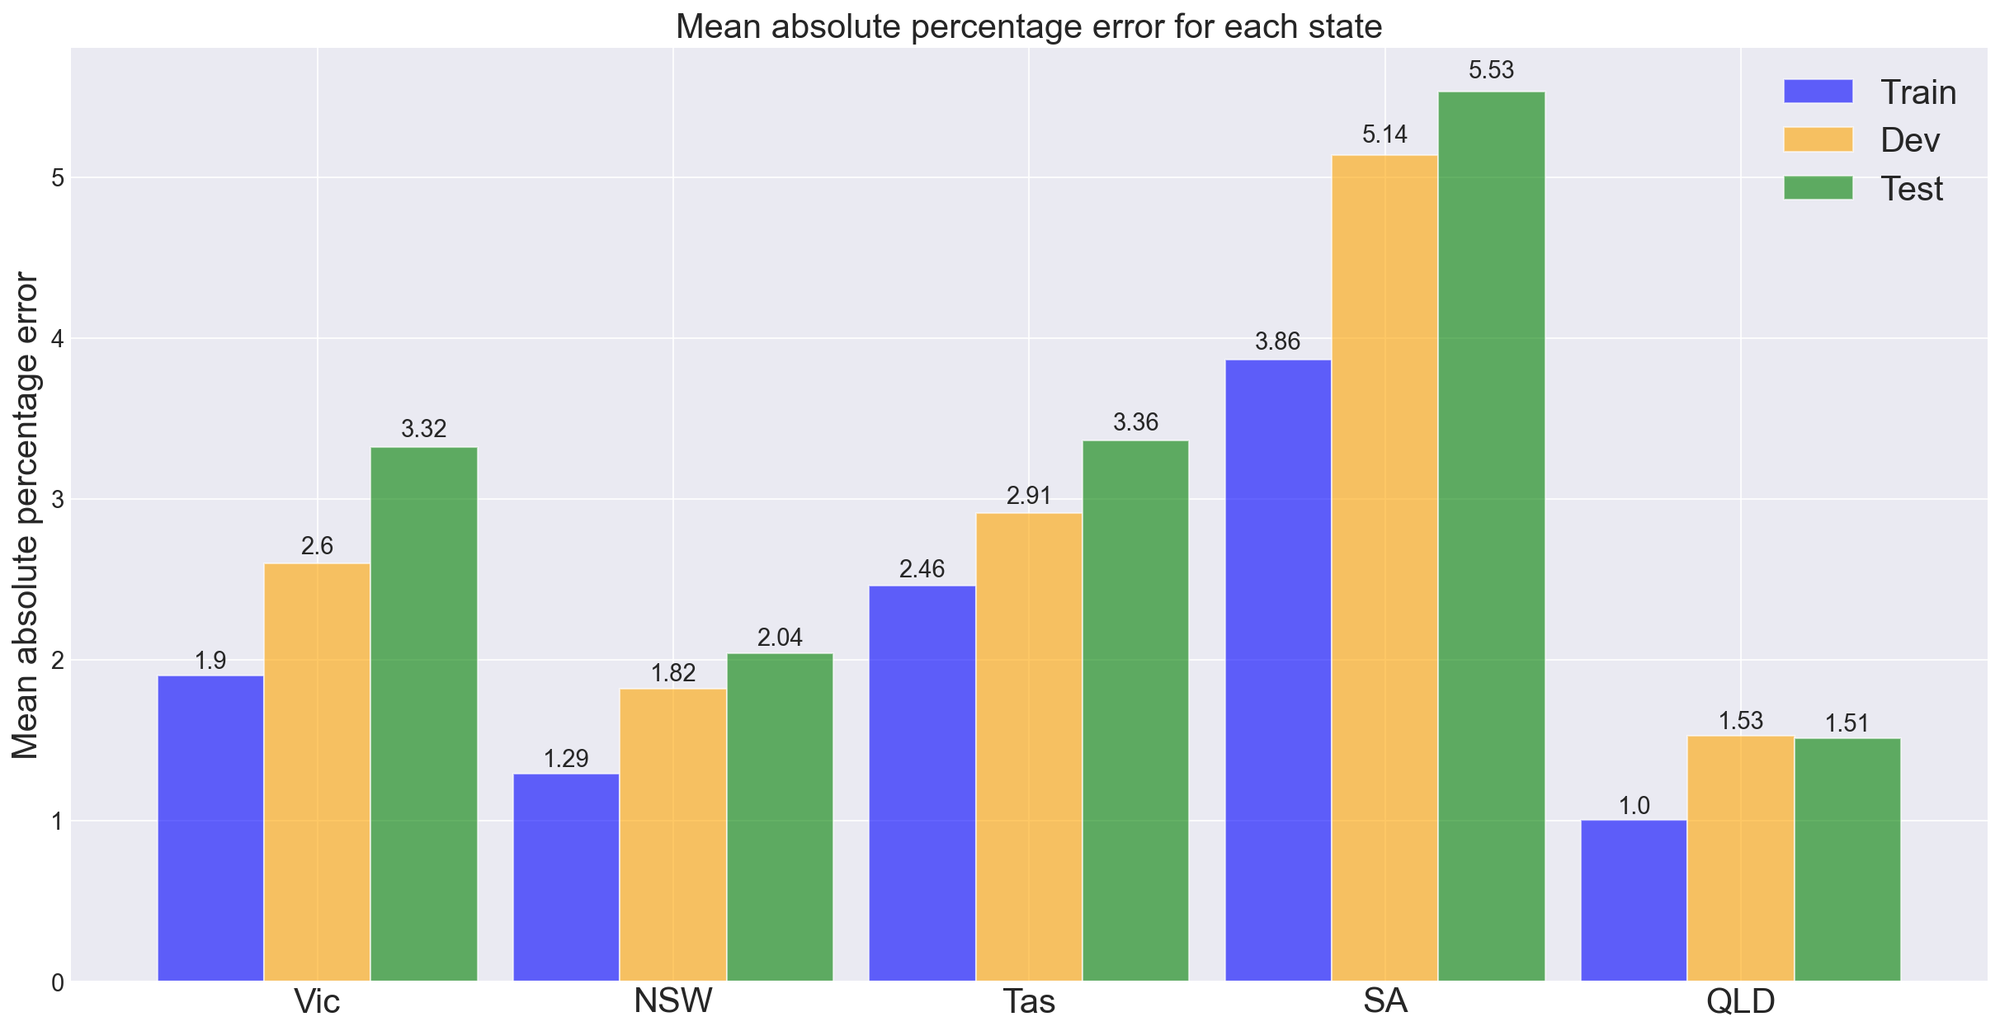 Mean absolute percentage error for each state
Mean absolute percentage error
5
4
3
2
1
0
1.9
2.6
3.32
1.29
1.82
2.04
2.46
2.91
3.36
3.86
5.14
5.53
1.0
1.53
1.51
Train
Dev
Test
Vic
NSW
Tas
SA
QLD